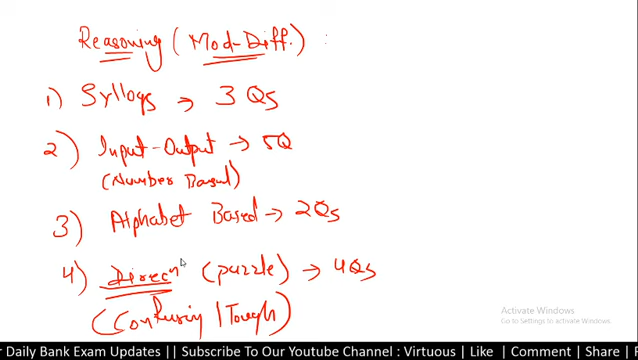 Reasoning (Mod-Diff.) :
1) Syllogs → 3 Qs
2) Input-Output → 5Q
(Number Based)
3) Alphabet Based → 2Qs
4) Direcⁿ (puzzle) → 4Qs
(Confusing | Tough)
Activate Windows
Go to Settings to activate Windows.
r Daily Bank Exam Updates || Subscribe To Our Youtube Channel : Virtuous | Like | Comment | Share | Follow